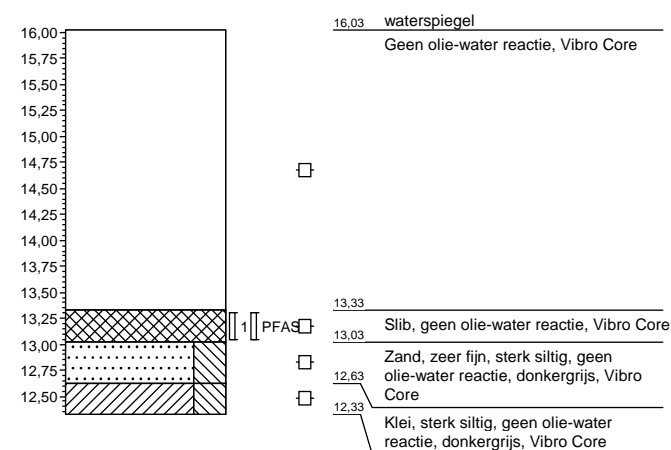 16,03 waterspiegel
Geen olie-water reactie, Vibro Core
16,00
15,75
15,50
15,25
15,00
14,75
14,50
14,25
14,00
13,75
13,50
13,25
13,00
12,75
12,50
1 PFAS
13,33
Slib, geen olie-water reactie, Vibro Core
13,03
Zand, zeer fijn, sterk siltig, geen
olie-water reactie, donkergrijs, Vibro
Core
12,63
12,33
Klei, sterk siltig, geen olie-water
reactie, donkergrijs, Vibro Core